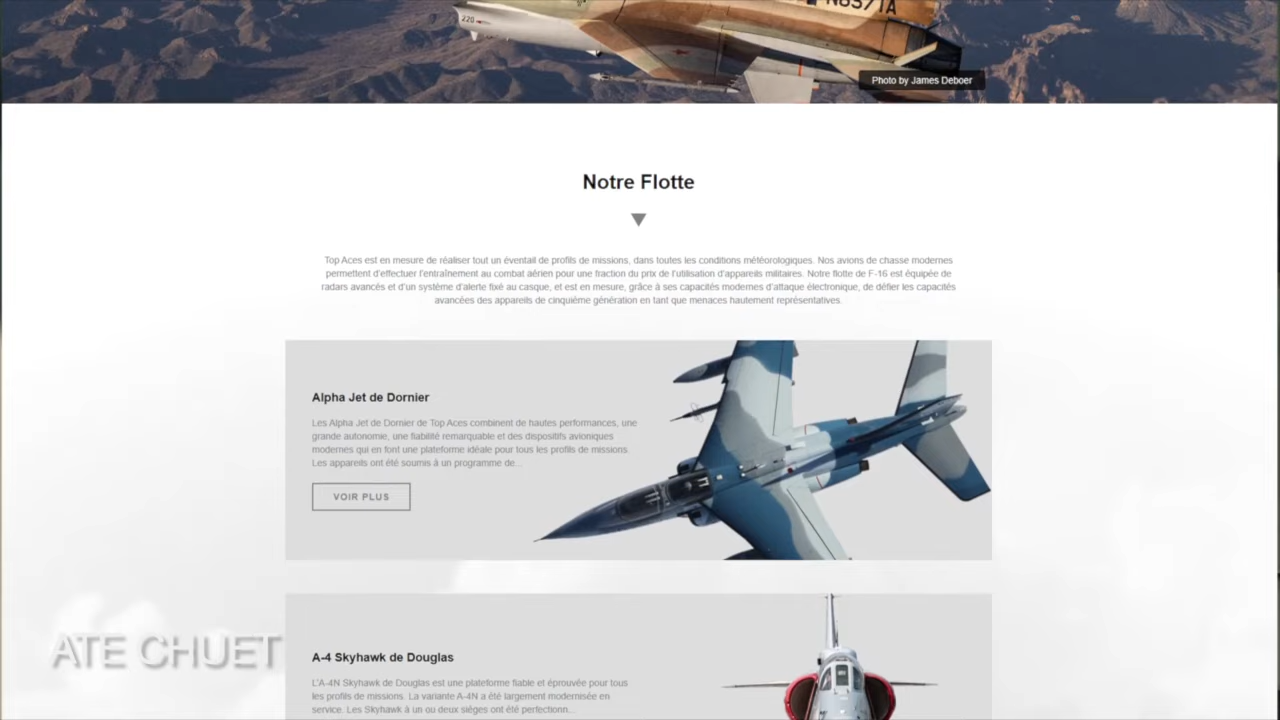 220
N857TA
Photo by James Deboer
Notre Flotte
Top Aces est en mesure de réaliser tout un éventail de profils de missions, dans toutes les conditions météorologiques. Nos avions de chasse modernes
permettent d'effectuer l'entraînement au combat aérien pour une fraction du prix de l'utilisation d'appareils militaires. Notre flotte de F-16 est équipée de
radars avancés et d'un système d'alerte fixé au casque, et est en mesure, grâce à ses capacités modernes d'attaque électronique, de défier les capacités
avancées des appareils de cinquième génération en tant que menaces hautement représentatives.
Alpha Jet de Dornier
Les Alpha Jet de Dornier de Top Aces combinent de hautes performances, une
grande autonomie, une fiabilité remarquable et des dispositifs avioniques
modernes qui en font une plateforme idéale pour tous les profils de missions.
Les appareils ont été soumis à un programme de...
VOIR PLUS
ATE CHUET
A-4 Skyhawk de Douglas
L'A-4N Skyhawk de Douglas est une plateforme fiable et éprouvée pour tous
les profils de missions. La variante A-4N a été largement modernisée en
service. Les Skyhawk à un ou deux sièges ont été perfectionn...